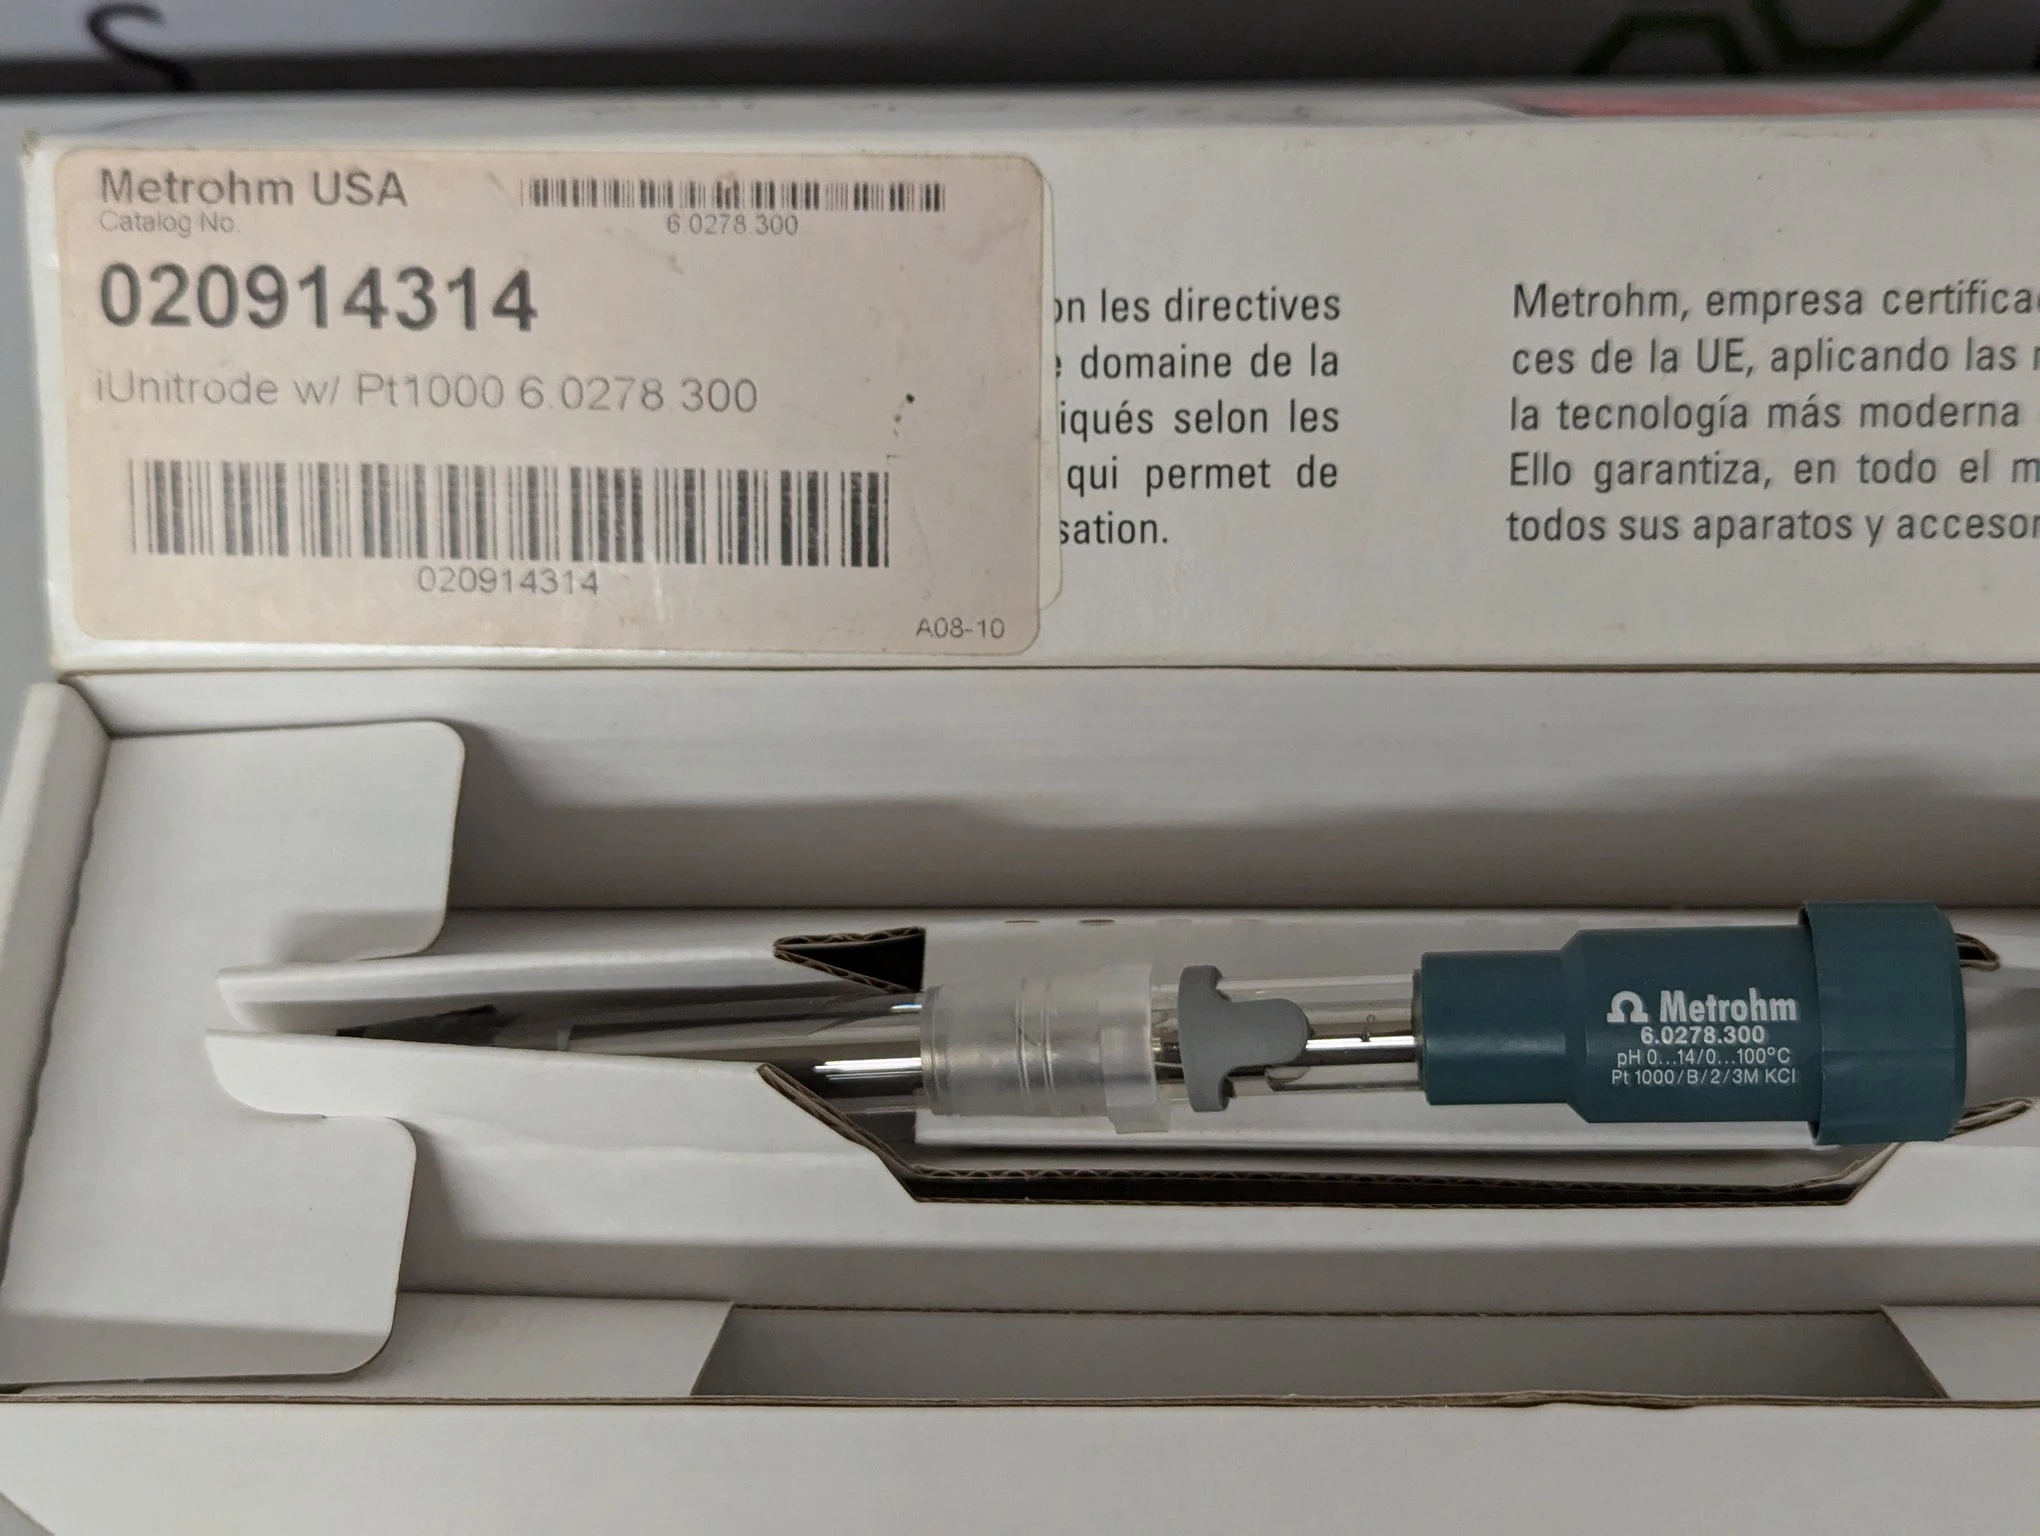 S
Metrohm USA
Catalog No.
6.0278.300
020914314
iUnitrode w/ Pt1000 6.0278.300
020914314
A08-10
on les directives
domaine de la
iqués selon les
qui permet de
sation.
Metrohm, empresa certifica
ces de la UE, aplicando las
la tecnología más moderna
Ello garantiza, en todo el m
todos sus aparatos y acceso
Ω Metrohm
6.0278.300
pH 0...14/0...100°C
Pt 1000/B/2/3M KCl